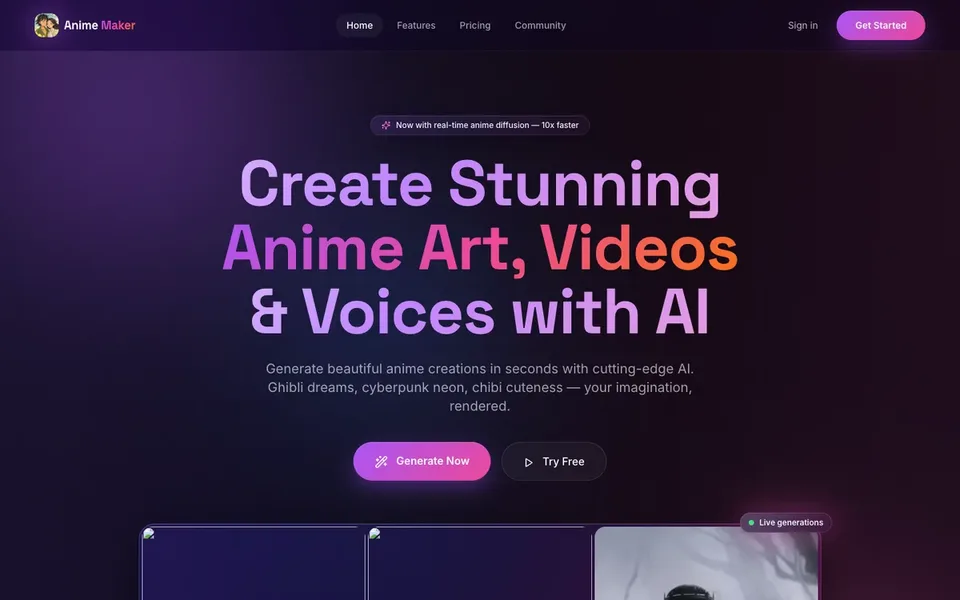 Anime Maker
Home
Features
Pricing
Community
Sign in
Get Started
Now with real-time anime diffusion — 10x faster
Create Stunning
Anime Art, Videos
& Voices with AI
Generate beautiful anime creations in seconds with cutting-edge AI.
Ghibli dreams, cyberpunk neon, chibi cuteness — your imagination,
rendered.
Generate Now
Try Free
Live generations